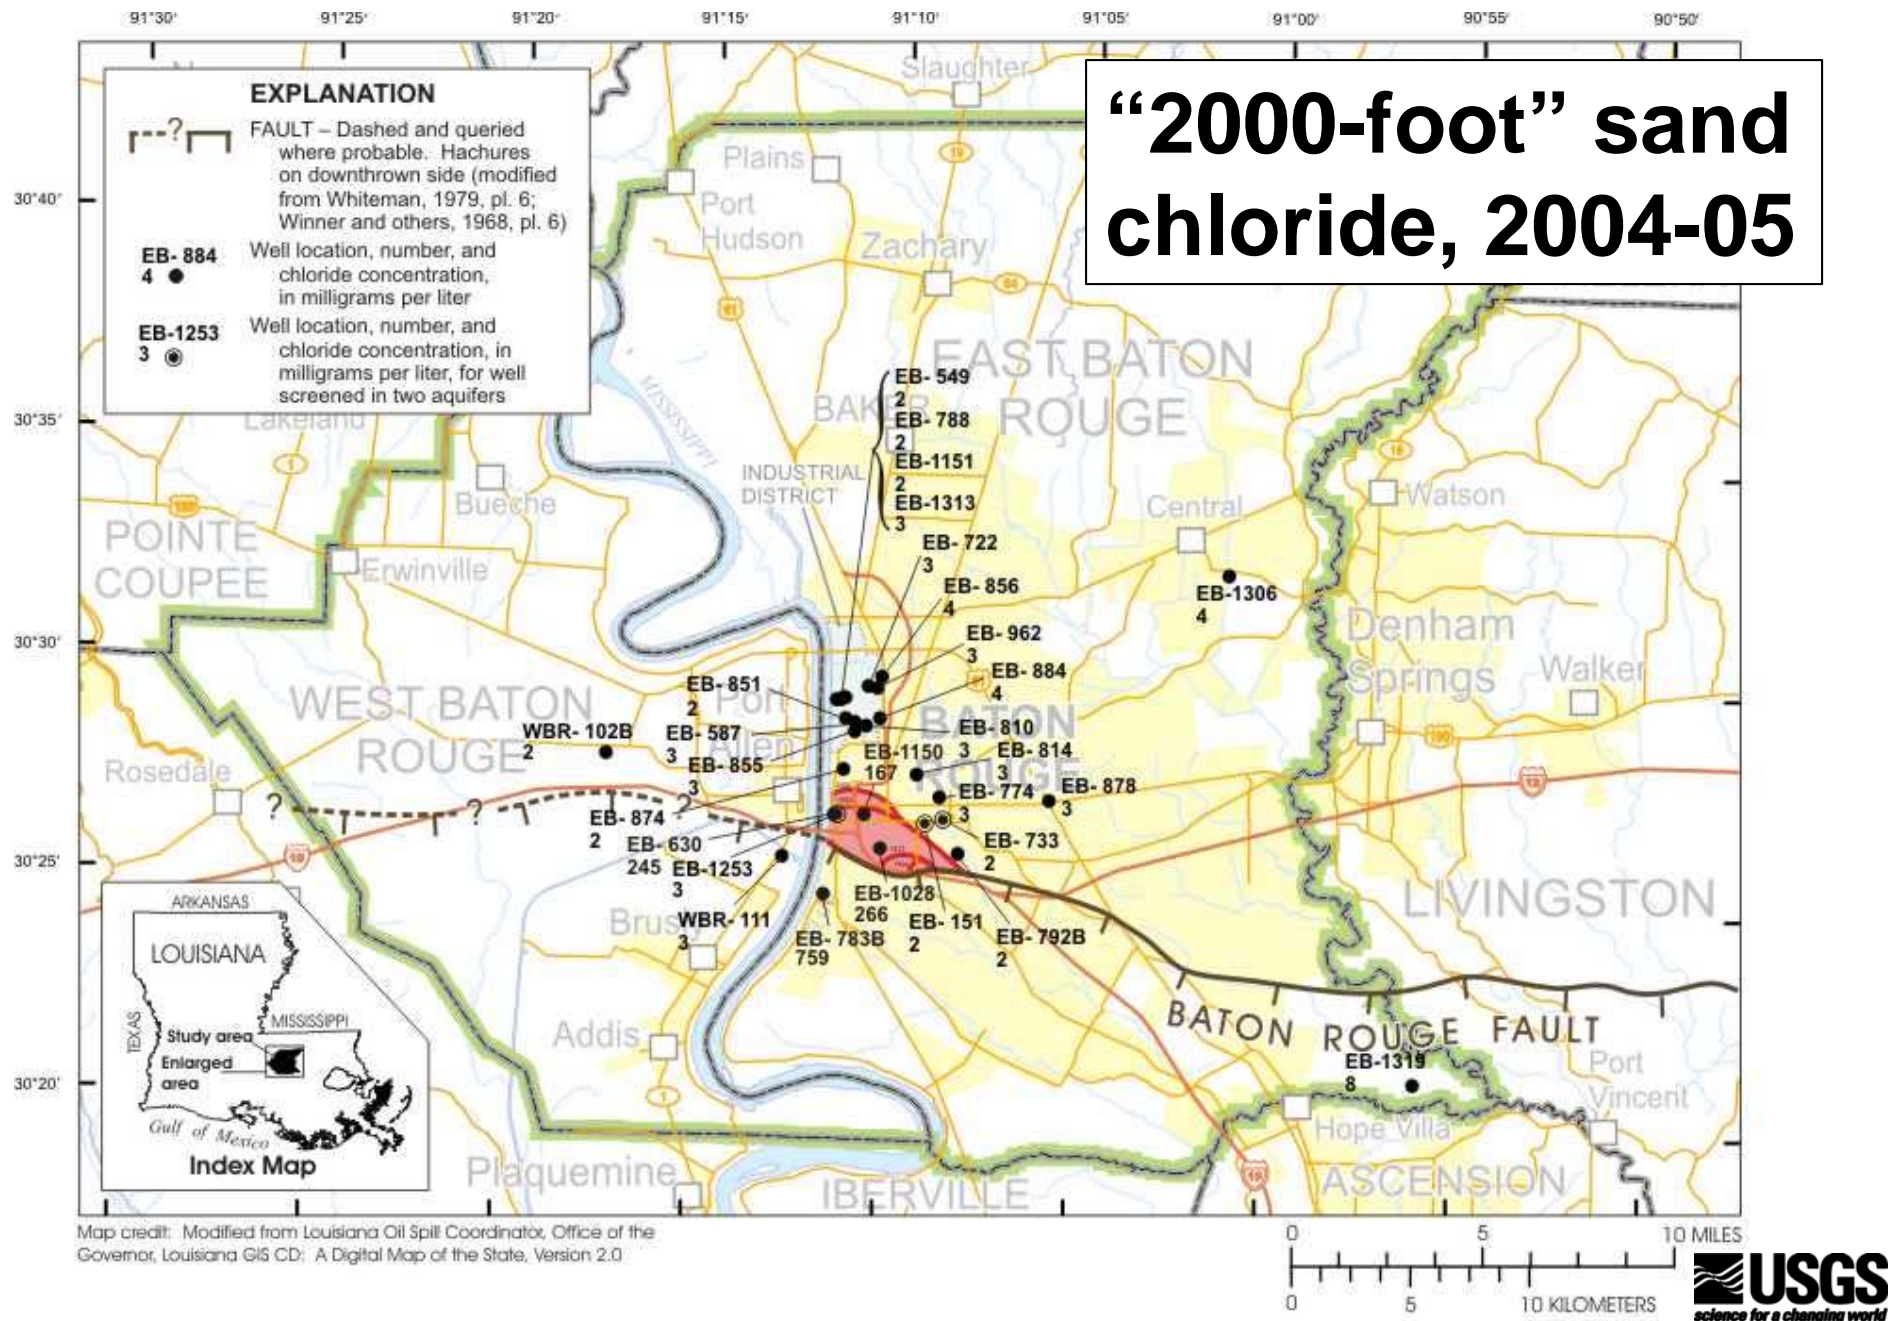 91°30'
91°25'
91°20'
91°15'
91°10'
91°05'
91°00'
90°55'
90°50'
“2000-foot” sand
chloride, 2004-05
EXPLANATION
FAULT – Dashed and queried
where probable. Hachures
on downthrown side (modified
from Whiteman, 1979, pl. 6;
Winner and others, 1968, pl. 6)
?
EB- 884
4
Well location, number, and
chloride concentration,
in milligrams per liter
EB-1253
3
Well location, number, and
chloride concentration, in
milligrams per liter, for well
screened in two aquifers
30°40'
30°35'
30°30'
30°25'
30°20'
Slaughter
Plains
19
Port
Hudson
Zachary
64
61
Lakeland
MISSISSIPPI
EAST BATON
ROUGE
BAKER
EB- 549
2
EB- 788
2
EB-1151
2
EB-1313
3
INDUSTRIAL
DISTRICT
1
190
Bueche
POINTE
COUPEE
Erwinville
16
Watson
Central
EB- 722
3
EB- 856
4
EB-1306
4
EB- 962
3
EB- 884
4
Denham
Springs
Walker
WEST BATON
ROUGE
EB- 851
2
Port
Allen
WBR- 102B
2
EB- 587
3
EB- 855
3
BATON
ROUGE
EB- 810
3
EB- 814
3
EB-1150
167
190
Rosedale
?
?
?
EB- 774
3
EB- 878
3
12
EB- 874
2
EB- 630
245
EB-1253
3
EB- 733
2
10
WBR- 111
3
Brusly
EB- 783B
759
EB-1028
266
EB- 151
2
EB- 792B
2
LIVINGSTON
BATON ROUGE FAULT
EB-1319
8
Port
Vincent
Addis
1
Hope Villa
10
Plaquemine
IBERVILLE
ASCENSION
ARKANSAS
LOUISIANA
TEXAS
MISSISSIPPI
Study area
Enlarged
area
Gulf of Mexico
Index Map
Map credit: Modified from Louisiana Oil Spill Coordinator, Office of the
Governor, Louisiana GIS CD: A Digital Map of the State, Version 2.0
0 5 10 MILES
0 5 10 KILOMETERS
USGS
science for a changing world